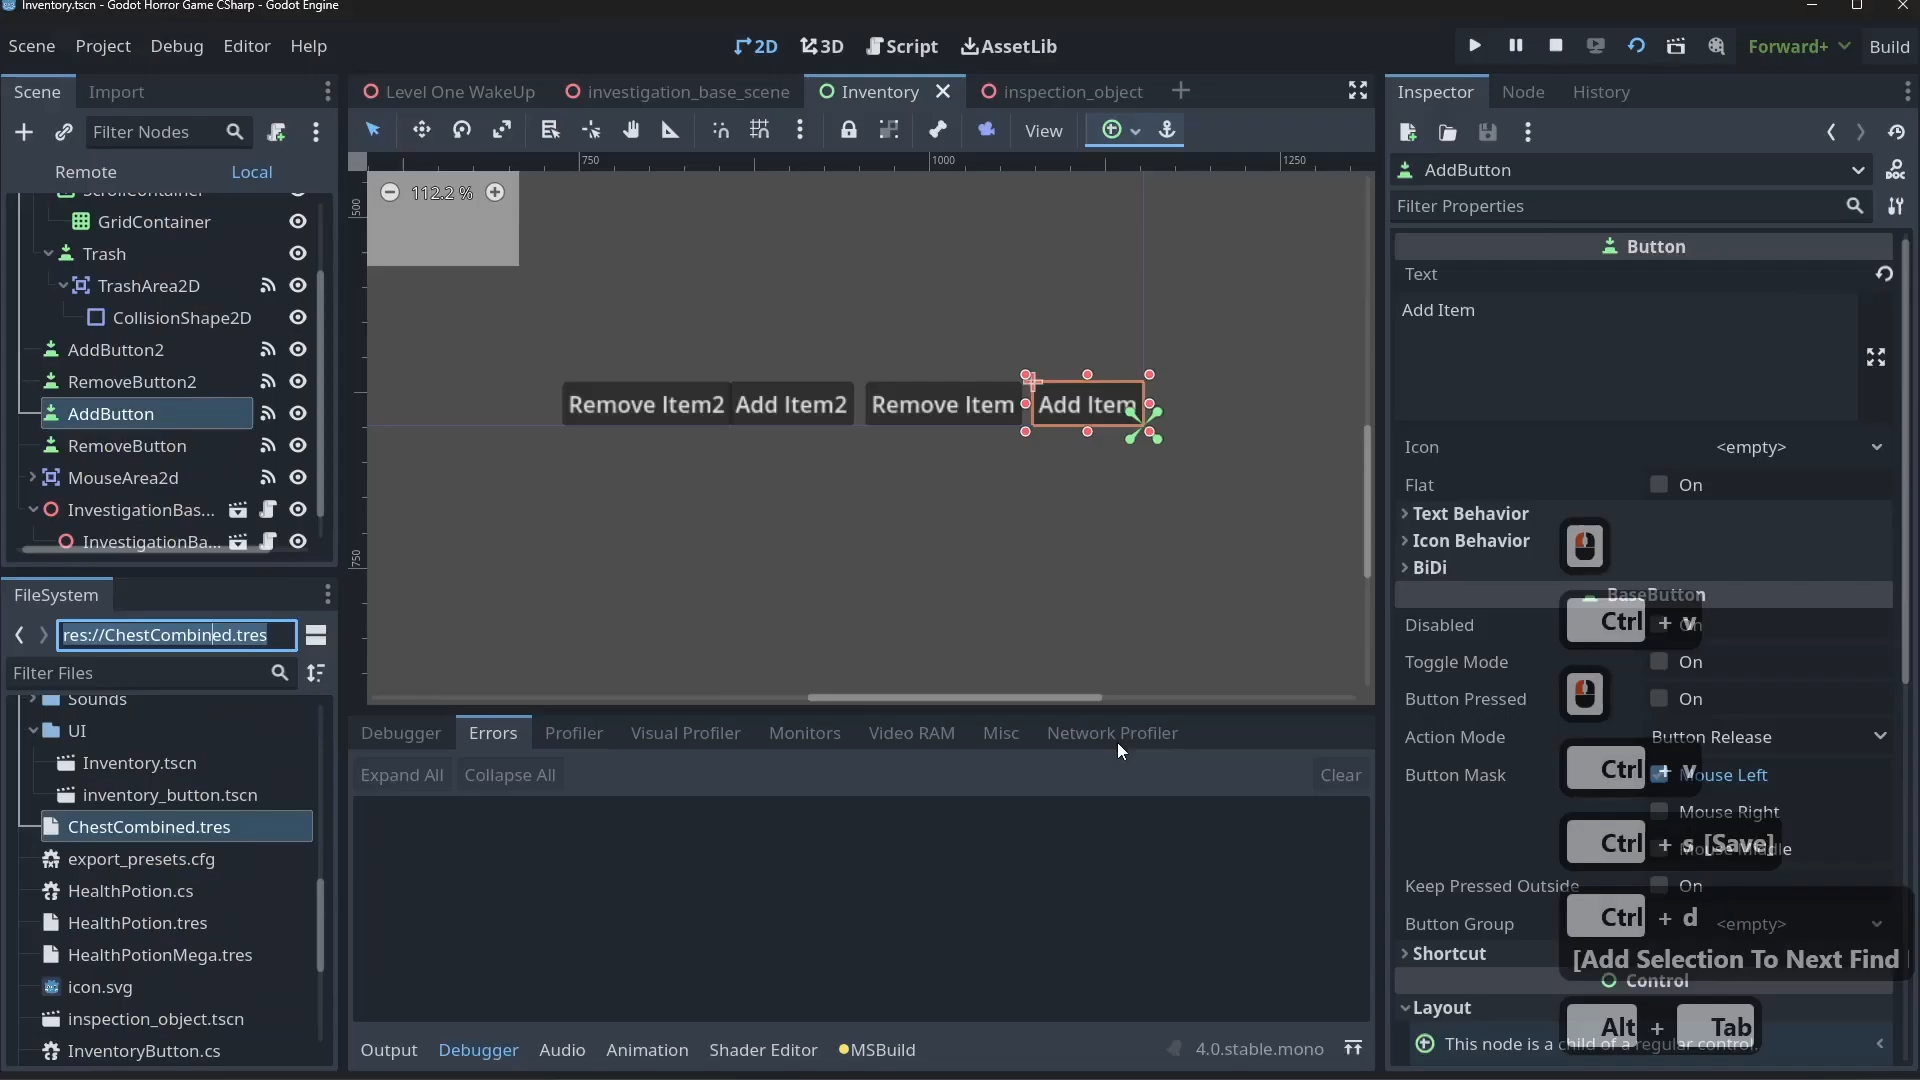 Inventory.tscn - Godot Horror Game CSharp - Godot Engine
Scene Project Debug Editor Help
2D 3D Script AssetLib
Forward+ Build
Scene Import
Level One WakeUp investigation_base_scene Inventory inspection_object
Inspector Node History
Filter Nodes
View
Remote Local
750 1000 1250
AddButton
Filter Properties
ScrollContainer
GridContainer
Trash
TrashArea2D
CollisionShape2D
AddButton2
RemoveButton2
AddButton
RemoveButton
MouseArea2d
InvestigationBas...
InvestigationBa...
112.2 %
500
750
Remove Item2 Add Item2 Remove Item Add Item
Button
Text
Add Item
Icon <empty>
Flat On
Text Behavior
Icon Behavior
BiDi
BaseButton
Disabled
Toggle Mode On
Button Pressed On
Action Mode Button Release
Button Mask Mouse Left
Mouse Right
Mouse Middle
Keep Pressed Outside On
Button Group <empty>
Shortcut
Control
Layout
This node is a child of a regular control.
Ctrl + v
Ctrl + v
Ctrl + s [Save]
Ctrl + d
[Add Selection To Next Find
Alt + Tab
FileSystem
res://ChestCombined.tres
Filter Files
Sounds
UI
Inventory.tscn
inventory_button.tscn
ChestCombined.tres
export_presets.cfg
HealthPotion.cs
HealthPotion.tres
HealthPotionMega.tres
icon.svg
inspection_object.tscn
InventoryButton.cs
Debugger Errors Profiler Visual Profiler Monitors Video RAM Misc Network Profiler
Expand All Collapse All Clear
Output Debugger Audio Animation Shader Editor MSBuild
4.0.stable.mono